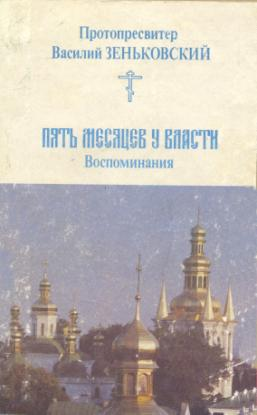 Протопресвитер
Василий ЗЕНЬКОВСКИЙ
ПЯТЬ МЕСЯЦЕВ У ВЛАСТИ
Воспоминания